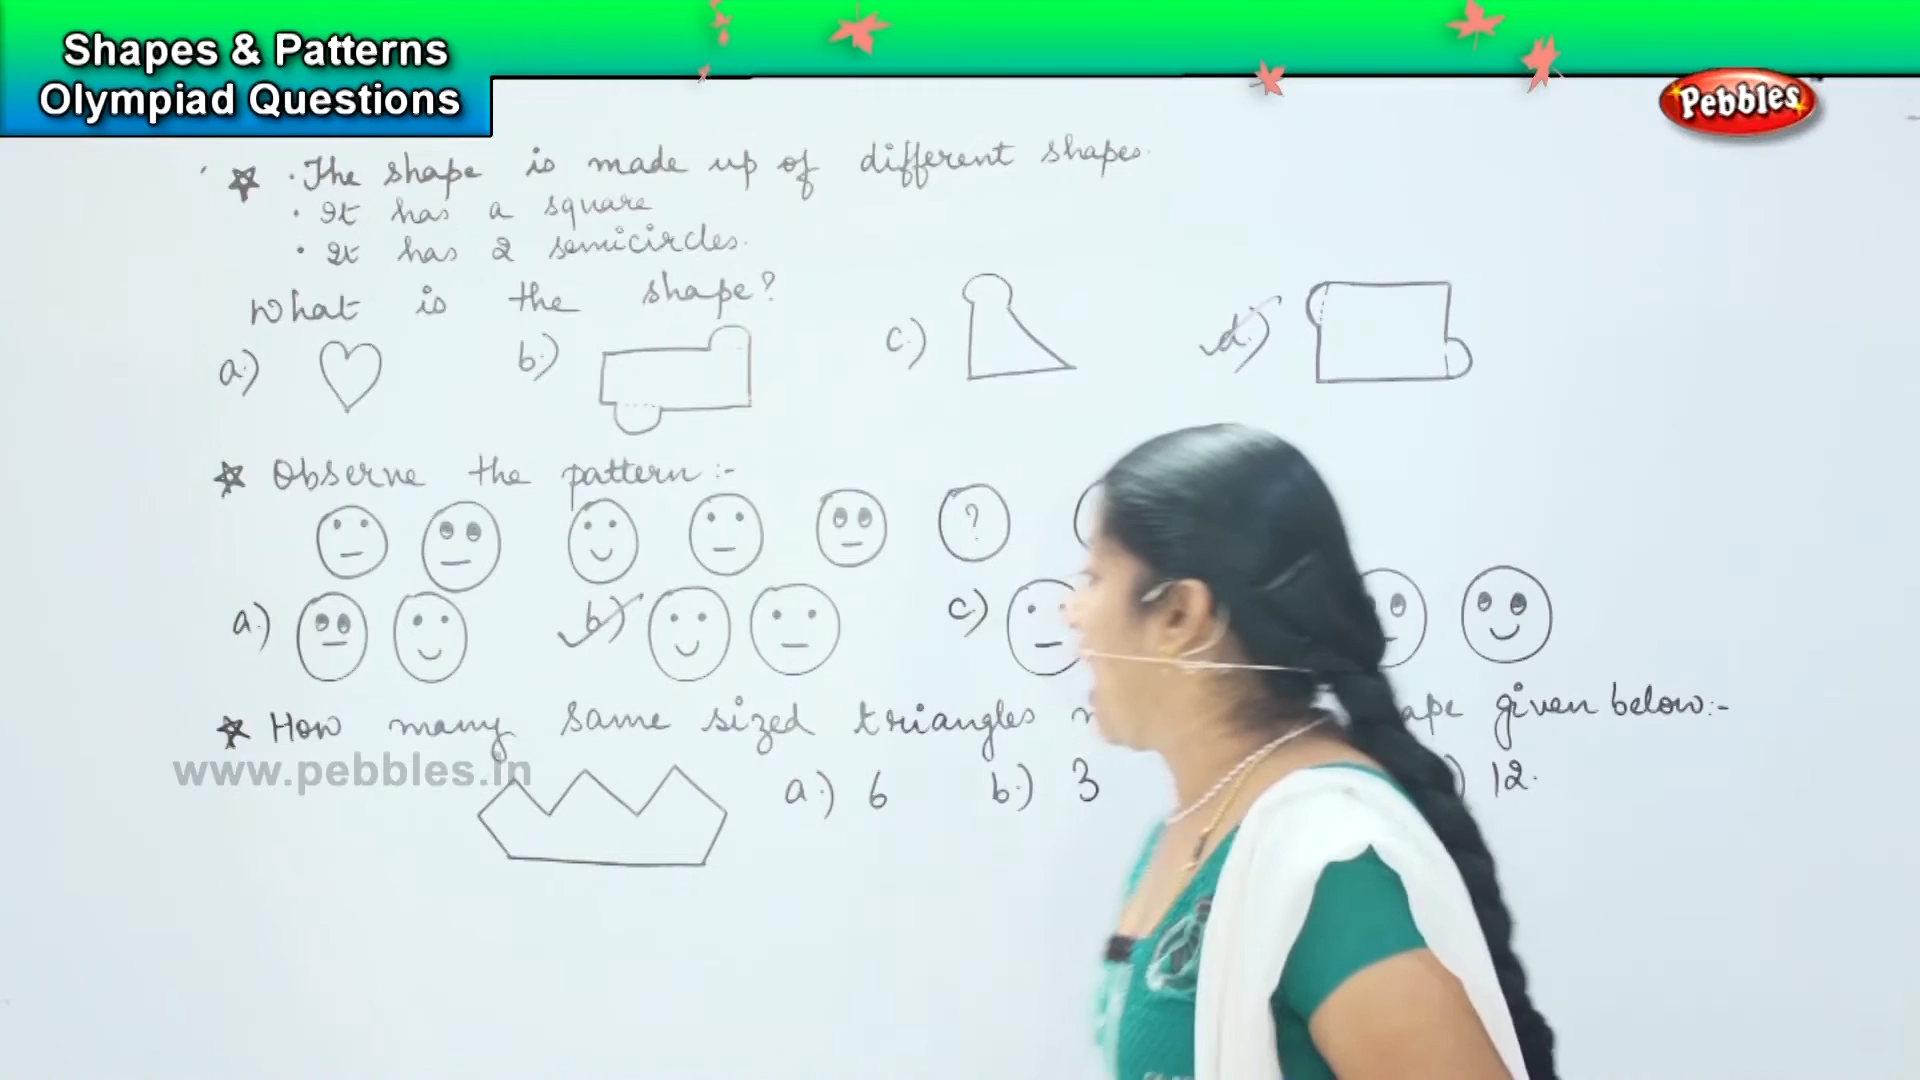 Shapes & Patterns
Olympiad Questions
Pebbles
The shape is made up of different shapes.
• It has a square
• It has 2 semicircles.
What is the shape?
a.) b.) c.) d.)
Observe the pattern:-
?
a.) b.) c.)
How many same sized triangles given below:-
www.pebbles.in
a.) 6 b.) 3 12.